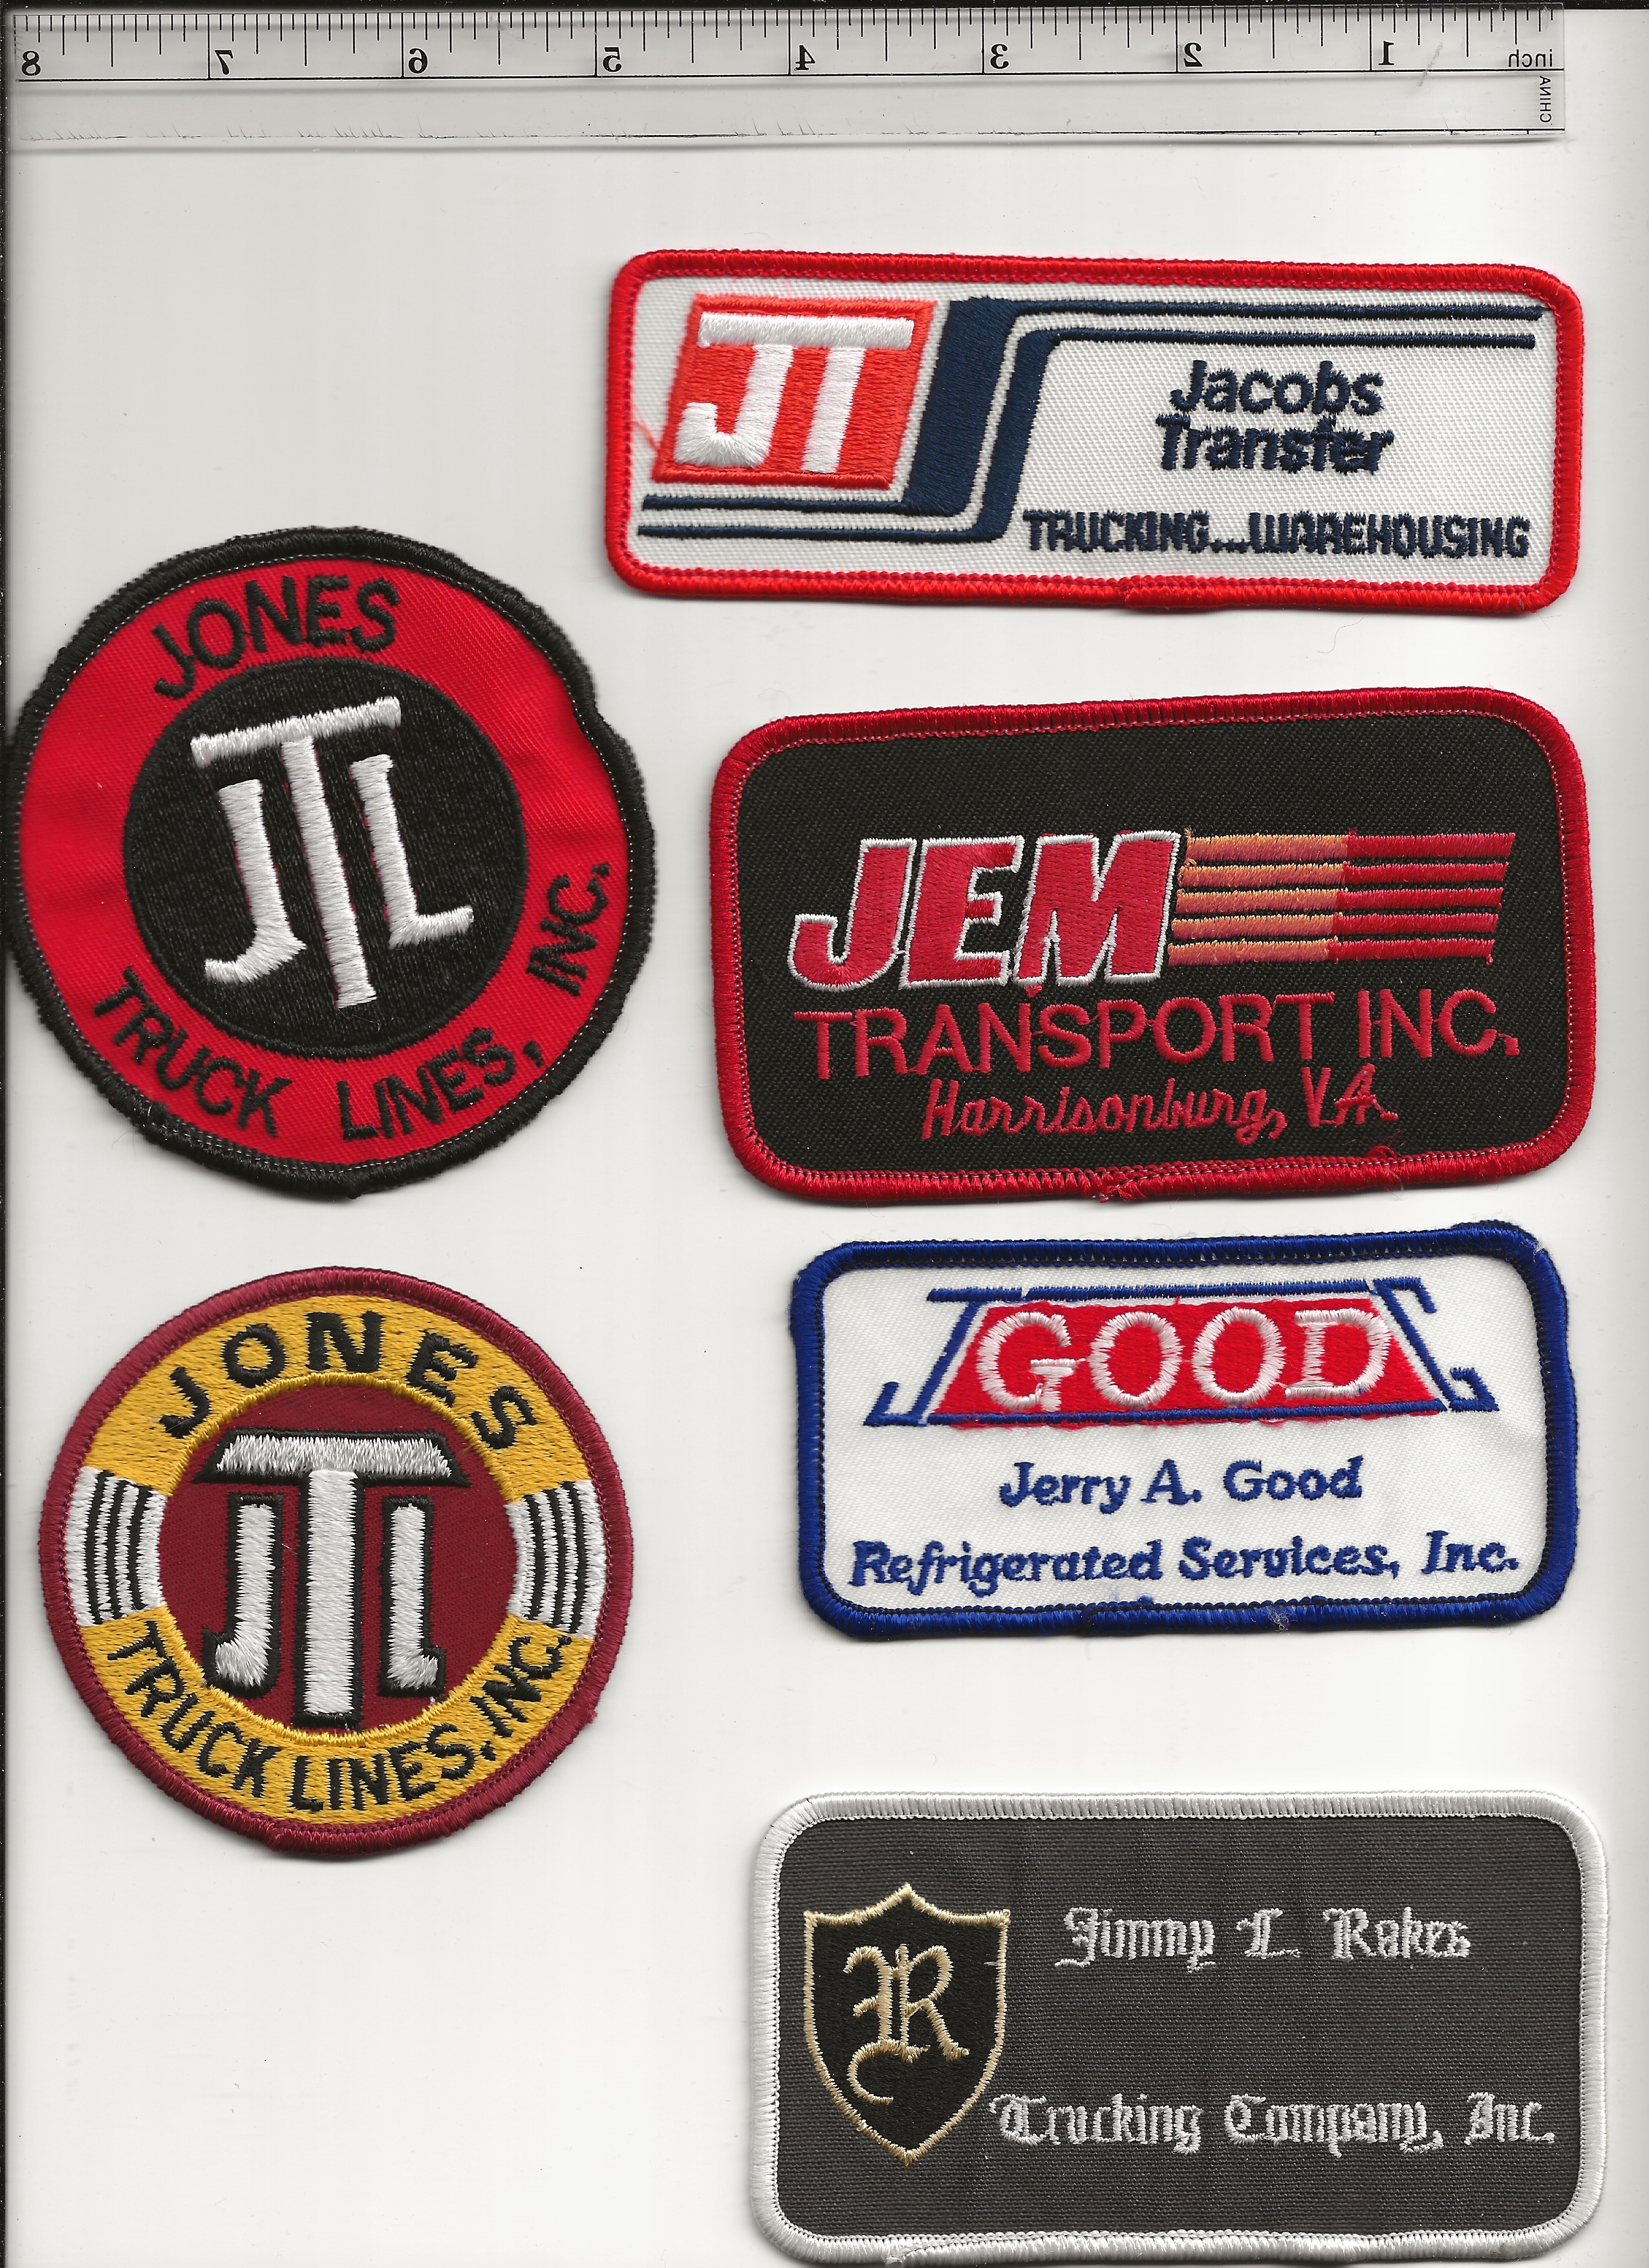 8 7 6 5 4 3 2 1 inch
CHINA
JT
Jacobs
Transfer
TRUCKING...WAREHOUSING
JONES
JTL
TRUCK LINES, INC.
JEM
TRANSPORT INC.
Harrisonburg, VA.
JONES
JTL
TRUCK LINES, INC.
J GOOD
Jerry A. Good
Refrigerated Services, Inc.
R
Jimmy L. Rakes
Trucking Company, Inc.